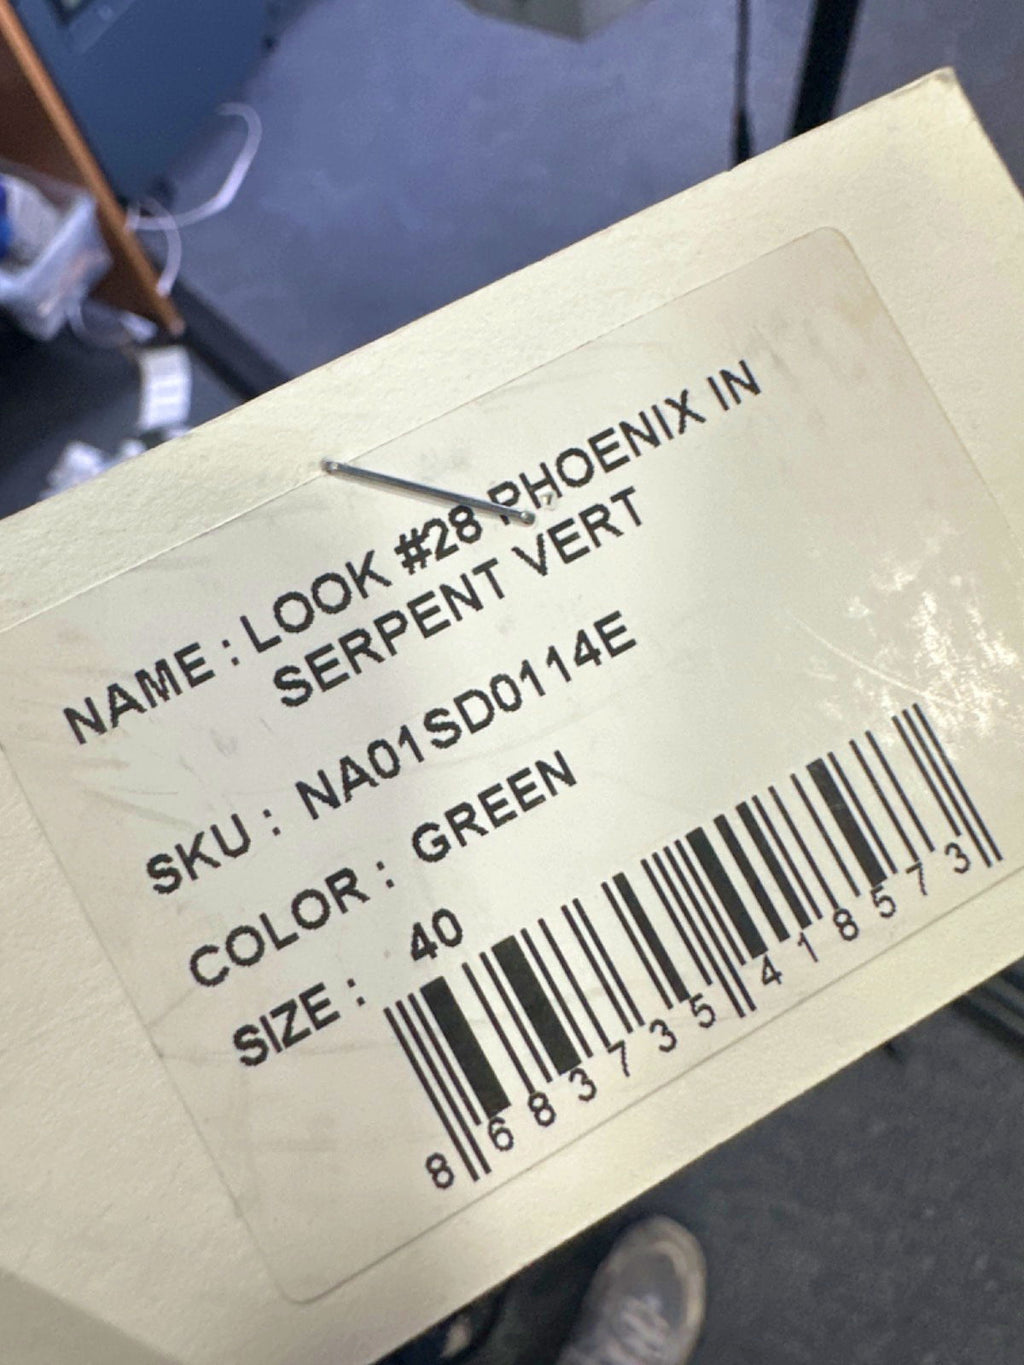 NAME : LOOK #28 PHOENIX IN
SERPENT VERT
SKU : NA01SD0114E
COLOR : GREEN
SIZE : 40
8 683735 418573